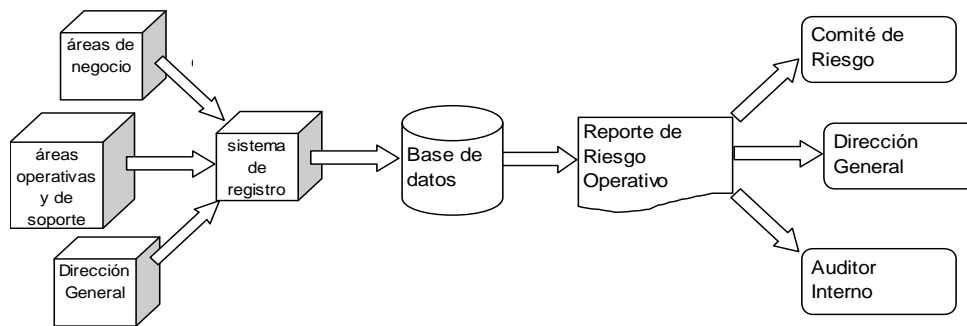 áreas de
negocio
áreas
operativas
y de
soporte
Dirección
General
sistema
de
registro
Base de
datos
Reporte de
Riesgo
Operativo
Comité de
Riesgo
Dirección
General
Auditor
Interno